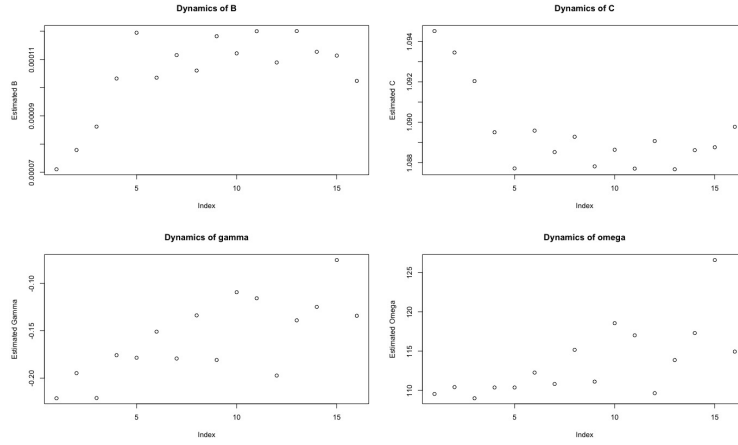 Dynamics of B
Estimated B
0.00007
0.00009
0.00011
5
10
15
Index
Dynamics of C
Estimated C
1.088
1.090
1.092
1.094
5
10
15
Index
Dynamics of gamma
Estimated Gamma
-0.20
-0.15
-0.10
5
10
15
Index
Dynamics of omega
Estimated Omega
110
115
120
125
5
10
15
Index